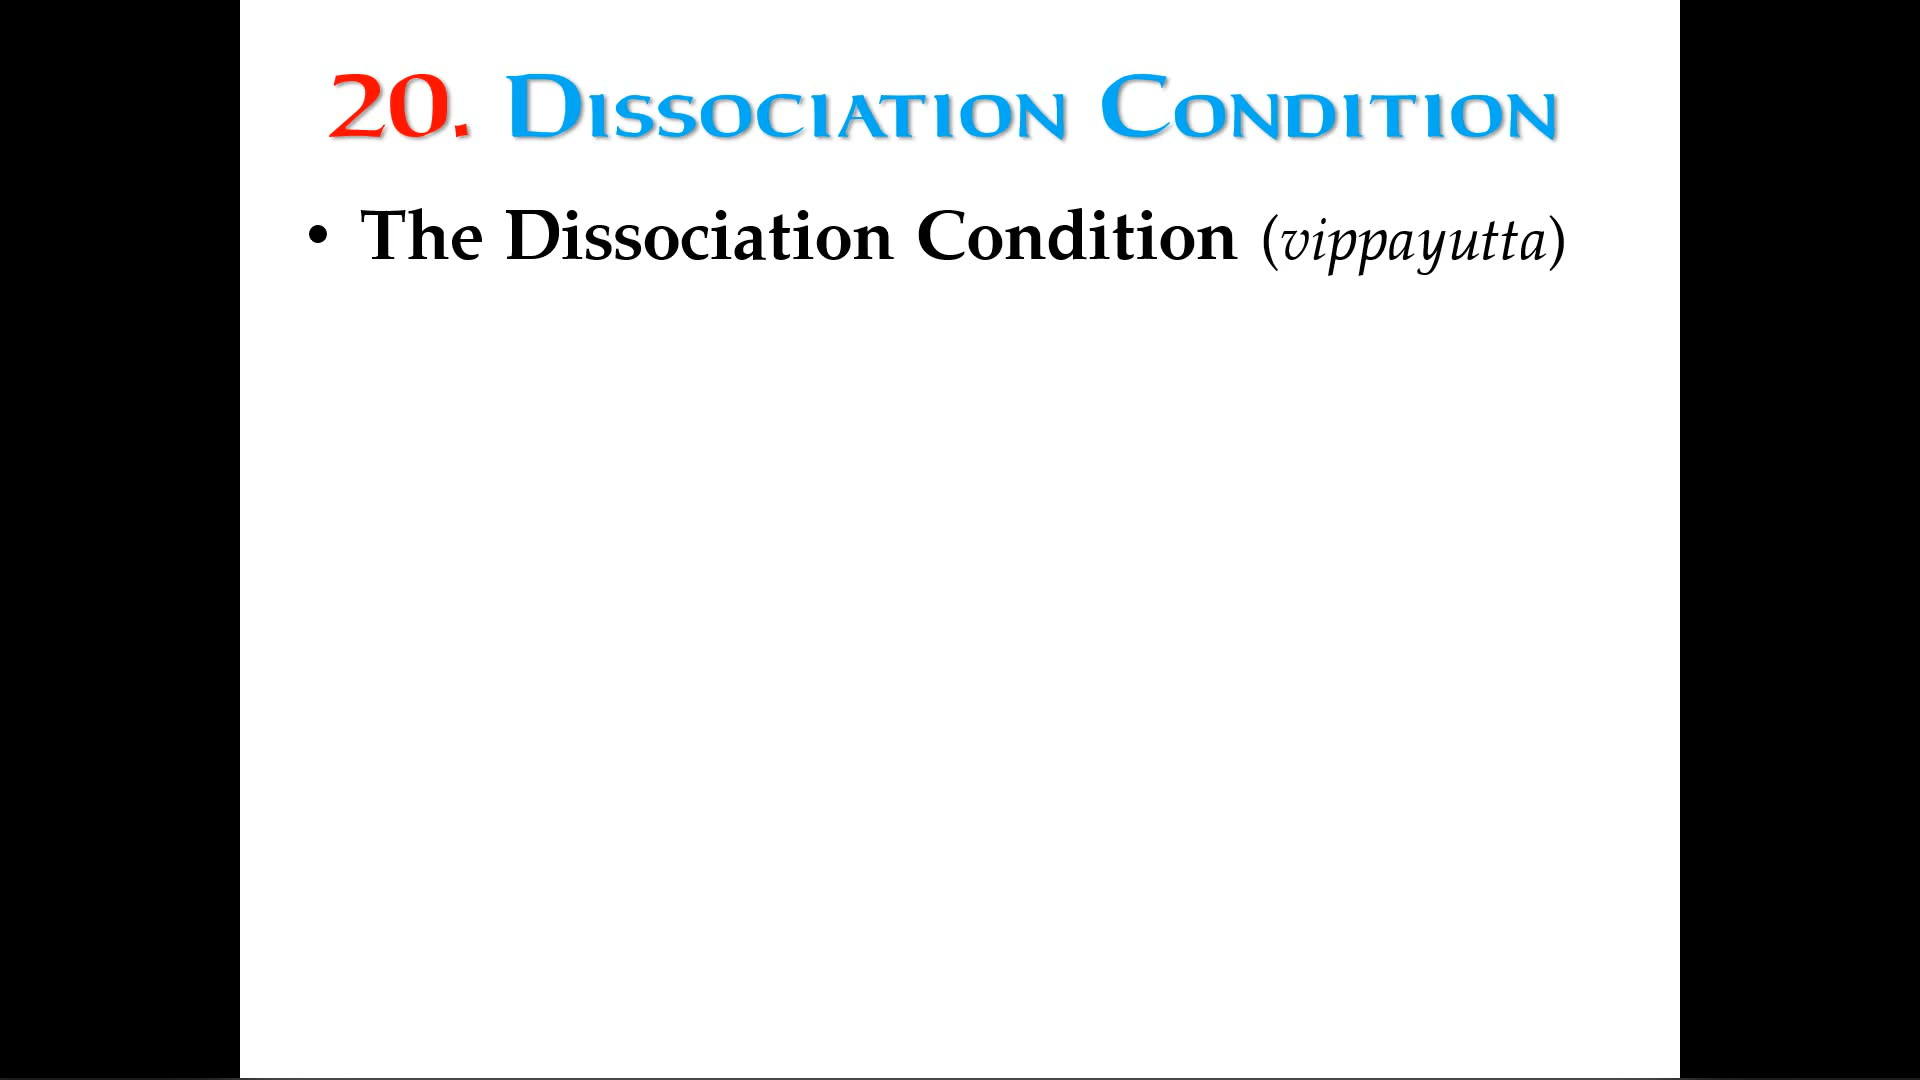 20. Dissociation Condition
• The Dissociation Condition (vippayutta)